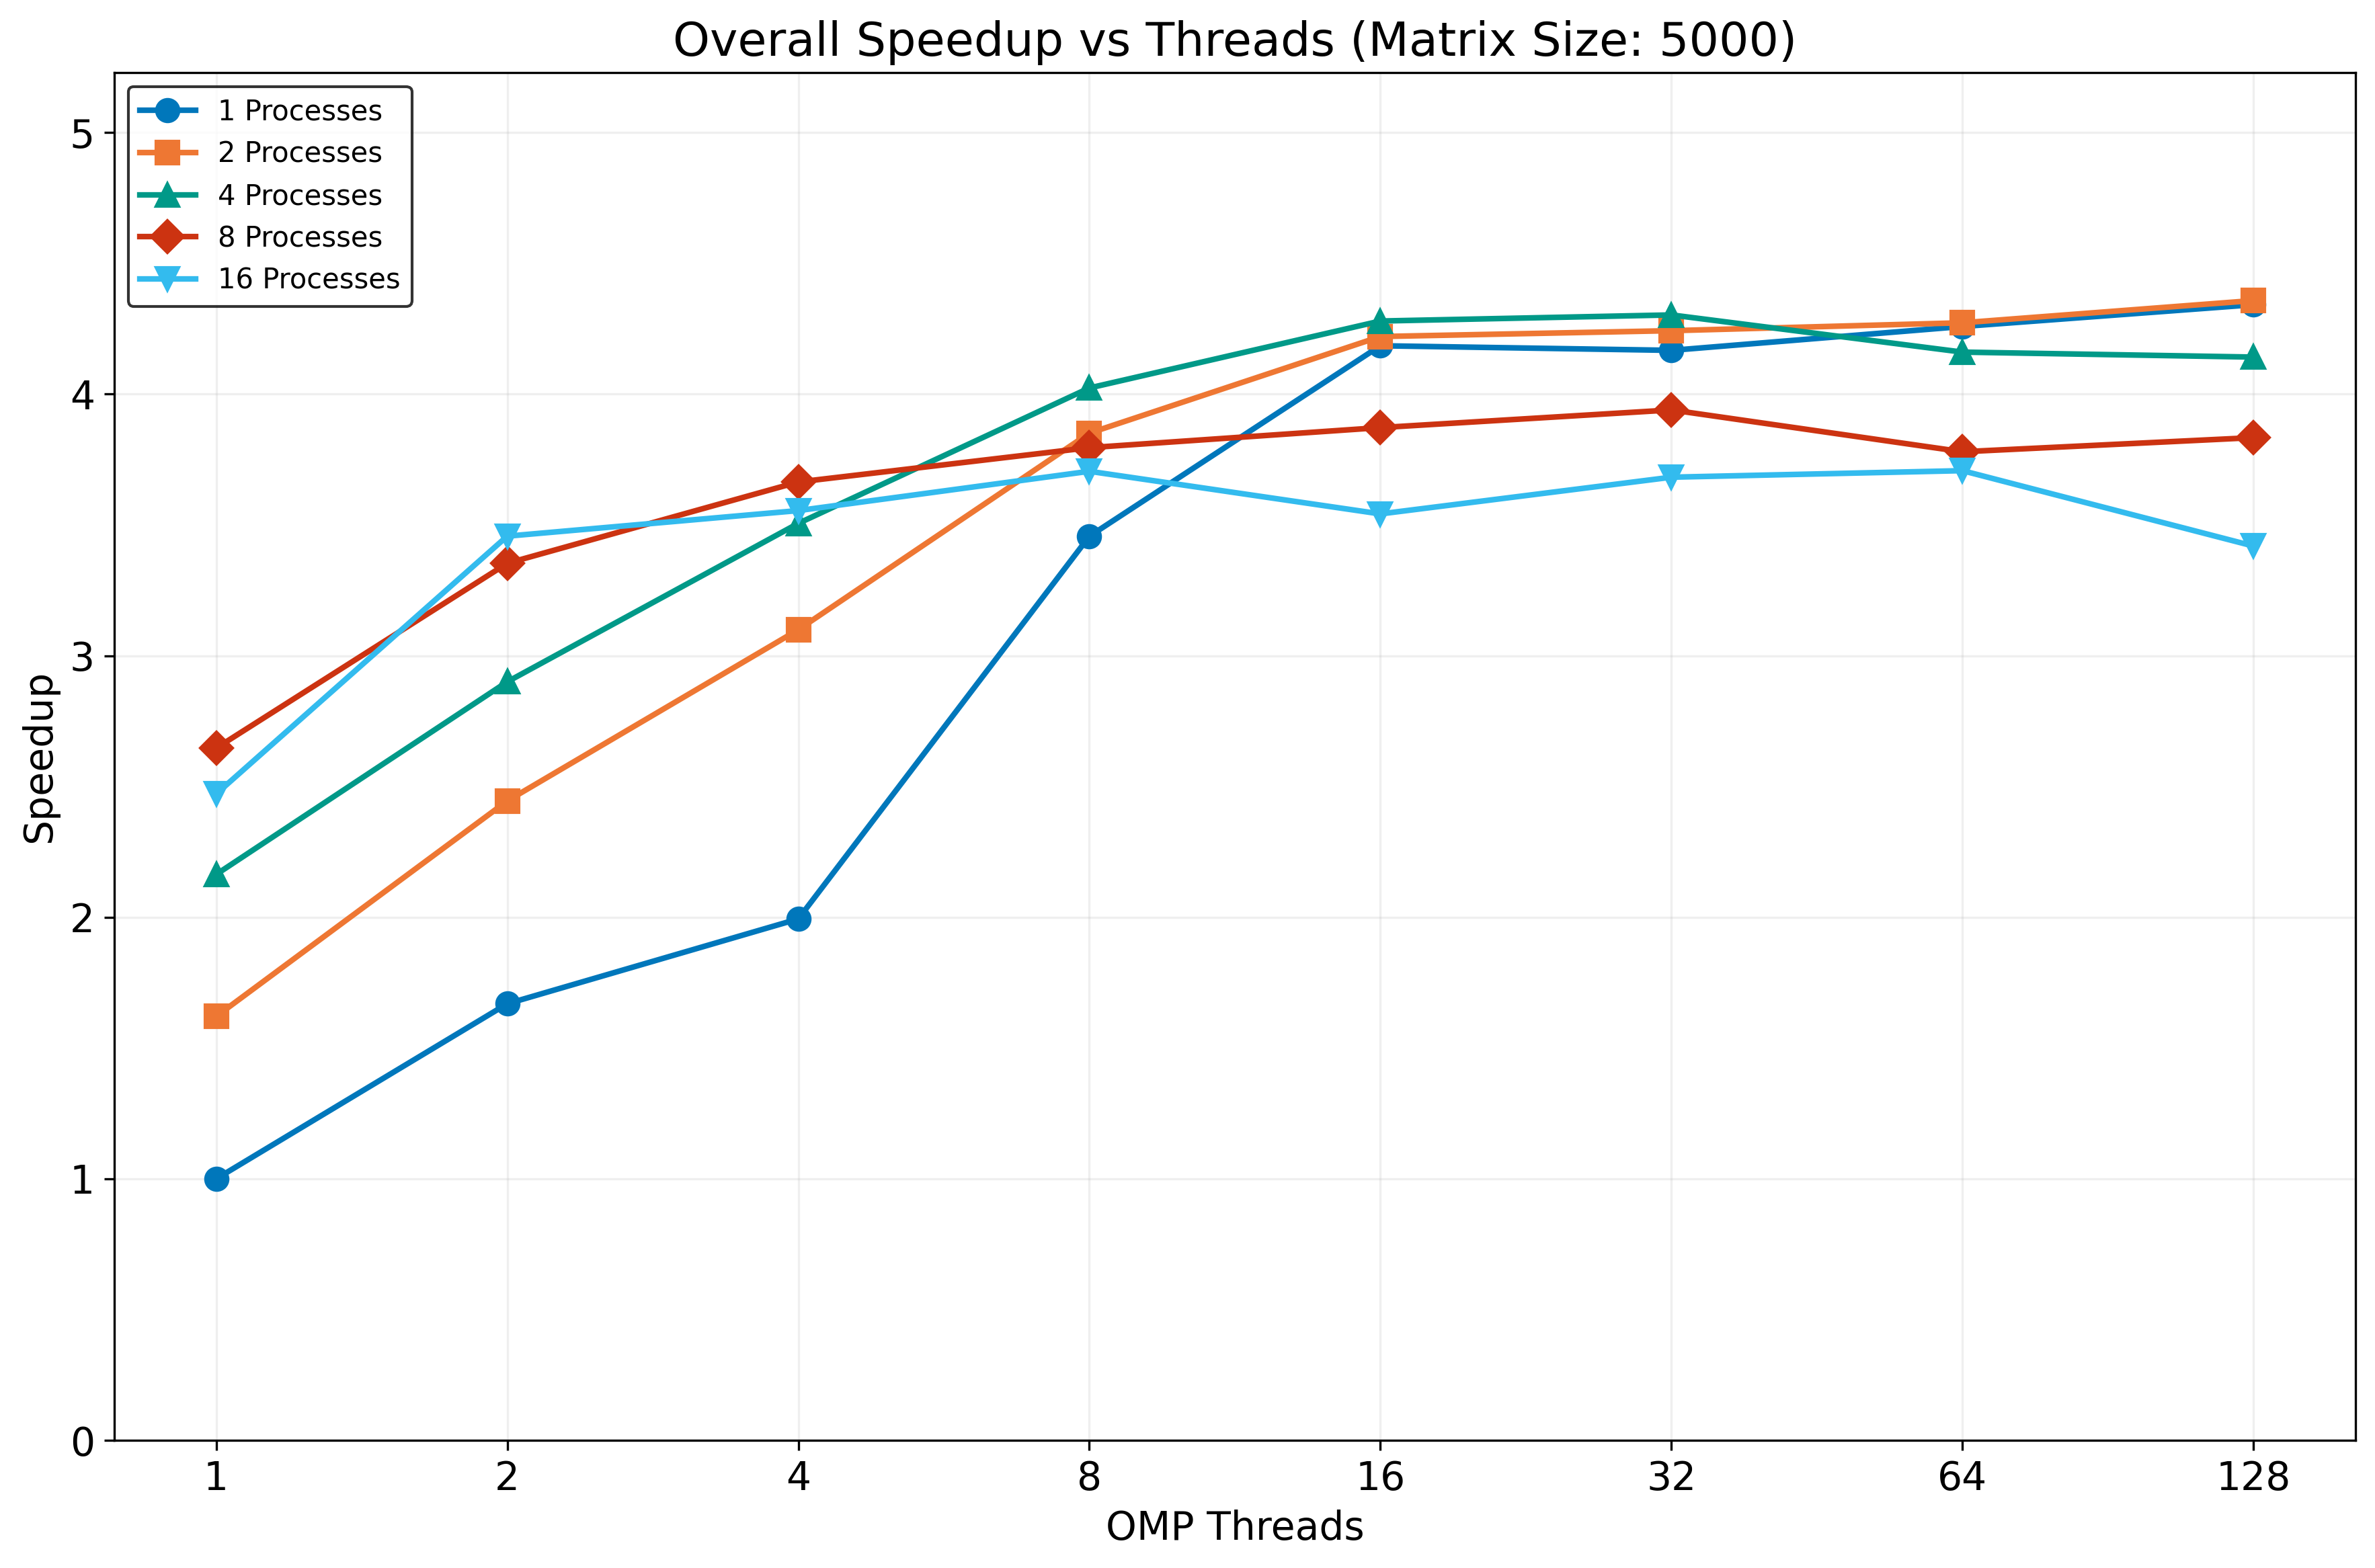 Overall Speedup vs Threads (Matrix Size: 5000)
1 Processes
2 Processes
4 Processes
8 Processes
16 Processes
Speedup
5
4
3
2
1
0
1 2 4 8 16 32 64 128
OMP Threads